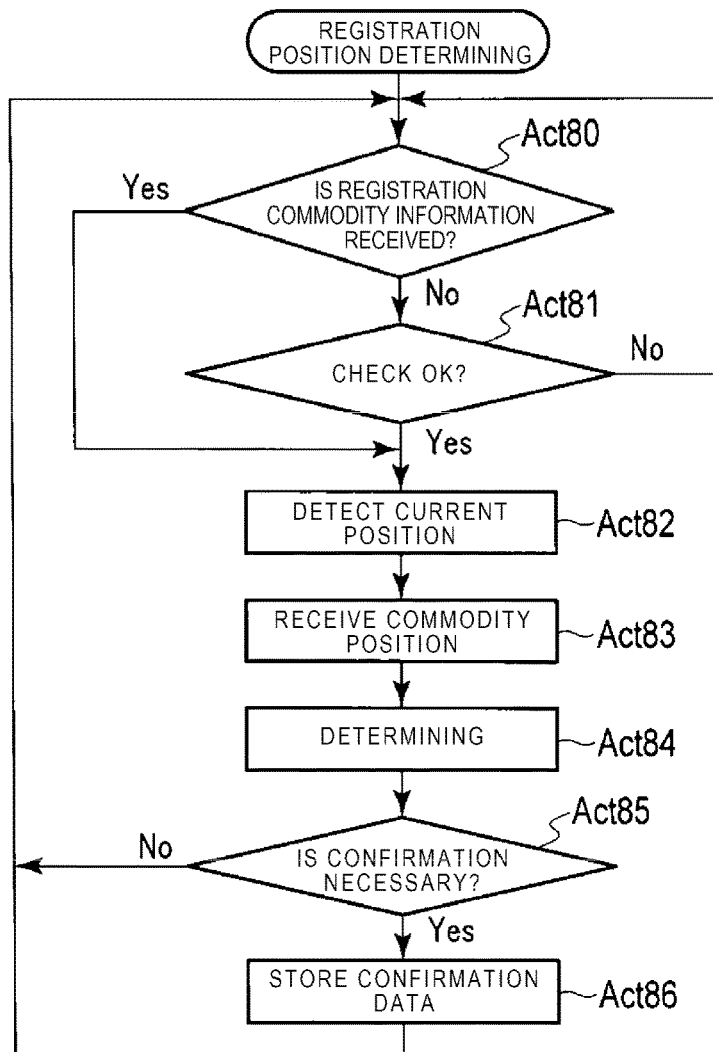 REGISTRATION
POSITION DETERMINING
Act80
Yes
IS REGISTRATION
COMMODITY INFORMATION
RECEIVED?
No
Act81
No
CHECK OK?
Yes
DETECT CURRENT
POSITION
Act82
RECEIVE COMMODITY
POSITION
Act83
DETERMINING
Act84
Act85
No
IS CONFIRMATION
NECESSARY?
Yes
STORE CONFIRMATION
DATA
Act86